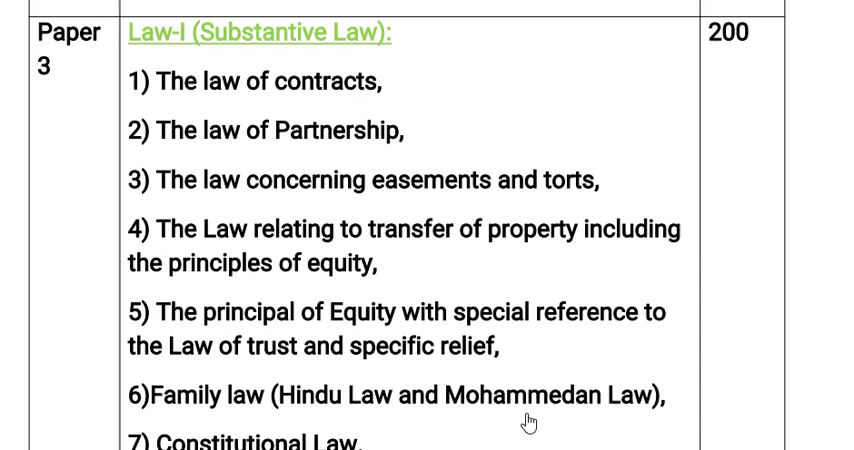 Paper 3
Law-I (Substantive Law):
200
1) The law of contracts,
2) The law of Partnership,
3) The law concerning easements and torts,
4) The Law relating to transfer of property including
the principles of equity,
5) The principal of Equity with special reference to
the Law of trust and specific relief,
6)Family law (Hindu Law and Mohammedan Law),
7) Constitutional Law,